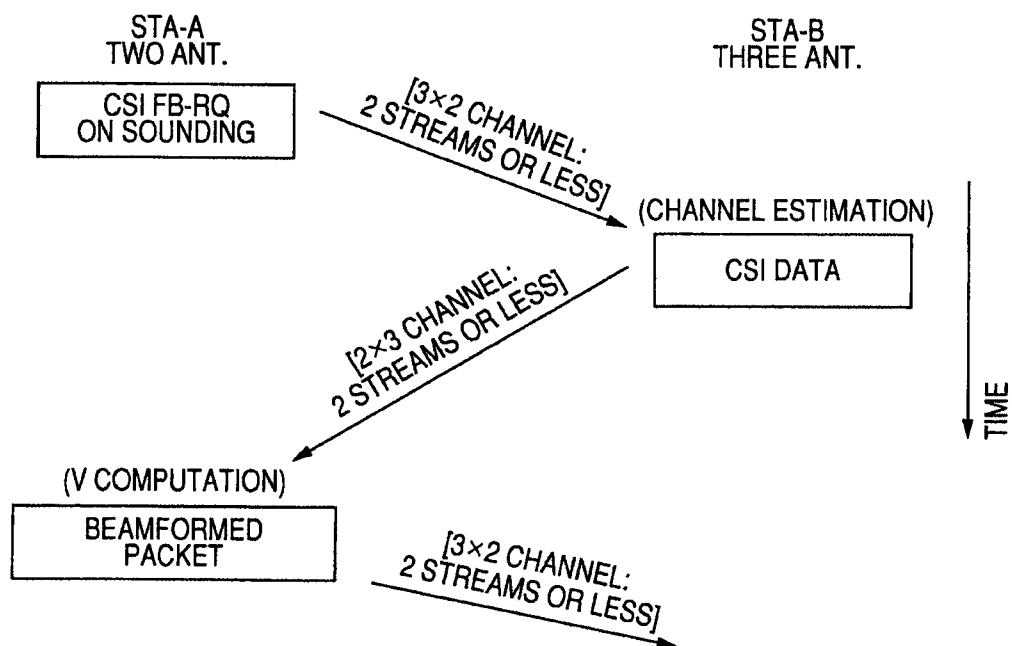 STA-A
TWO ANT.
STA-B
THREE ANT.
CSI FB-RQ
ON SOUNDING
[3×2 CHANNEL:
2 STREAMS OR LESS]
(CHANNEL ESTIMATION)
CSI DATA
[2×3 CHANNEL:
2 STREAMS OR LESS]
TIME
(V COMPUTATION)
BEAMFORMED
PACKET
[3×2 CHANNEL:
2 STREAMS OR LESS]